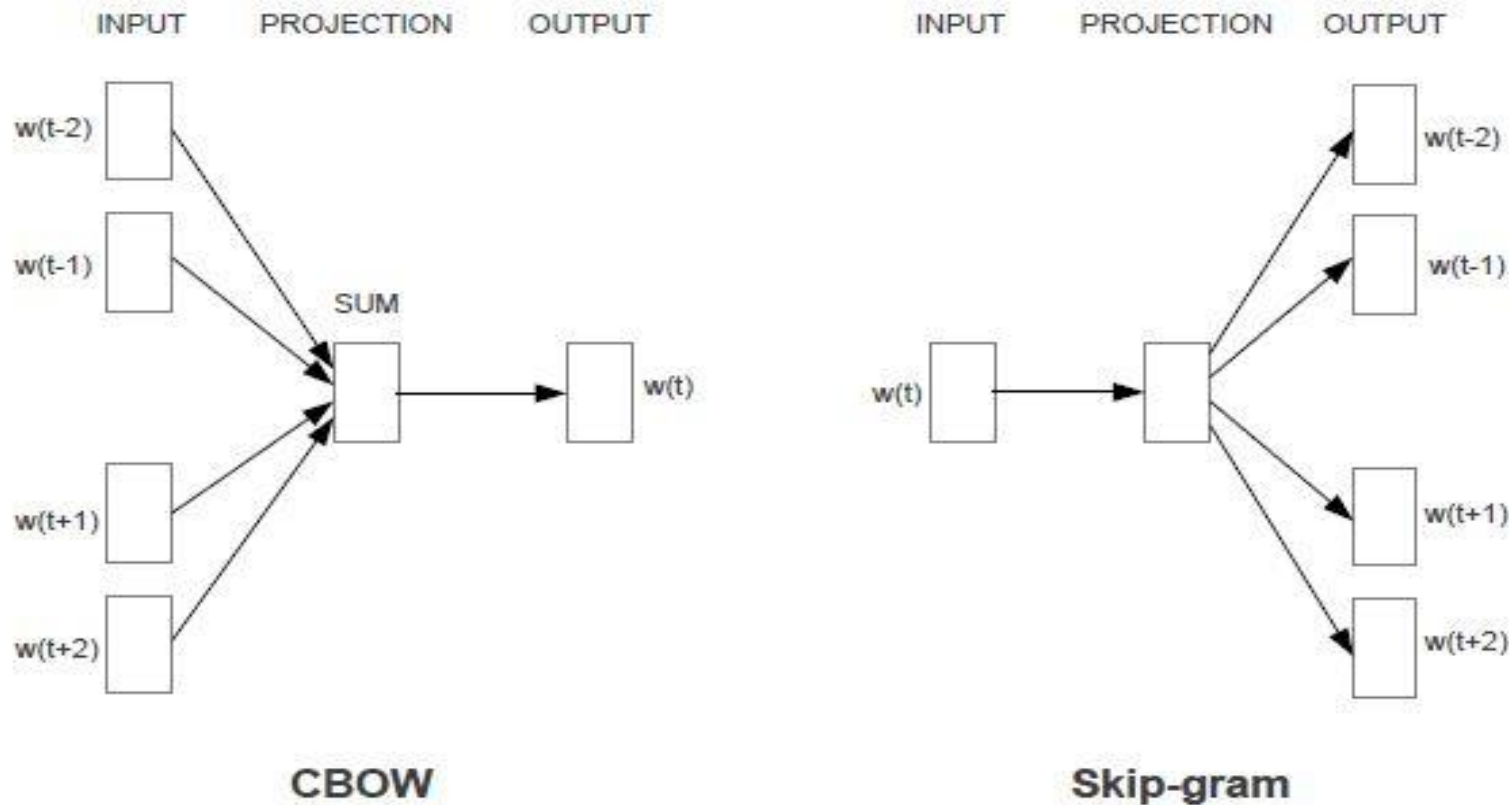 INPUT PROJECTION OUTPUT
w(t-2)
w(t-1)
SUM
w(t)
w(t+1)
w(t+2)
CBOW
INPUT PROJECTION OUTPUT
w(t-2)
w(t-1)
w(t)
w(t+1)
w(t+2)
Skip-gram